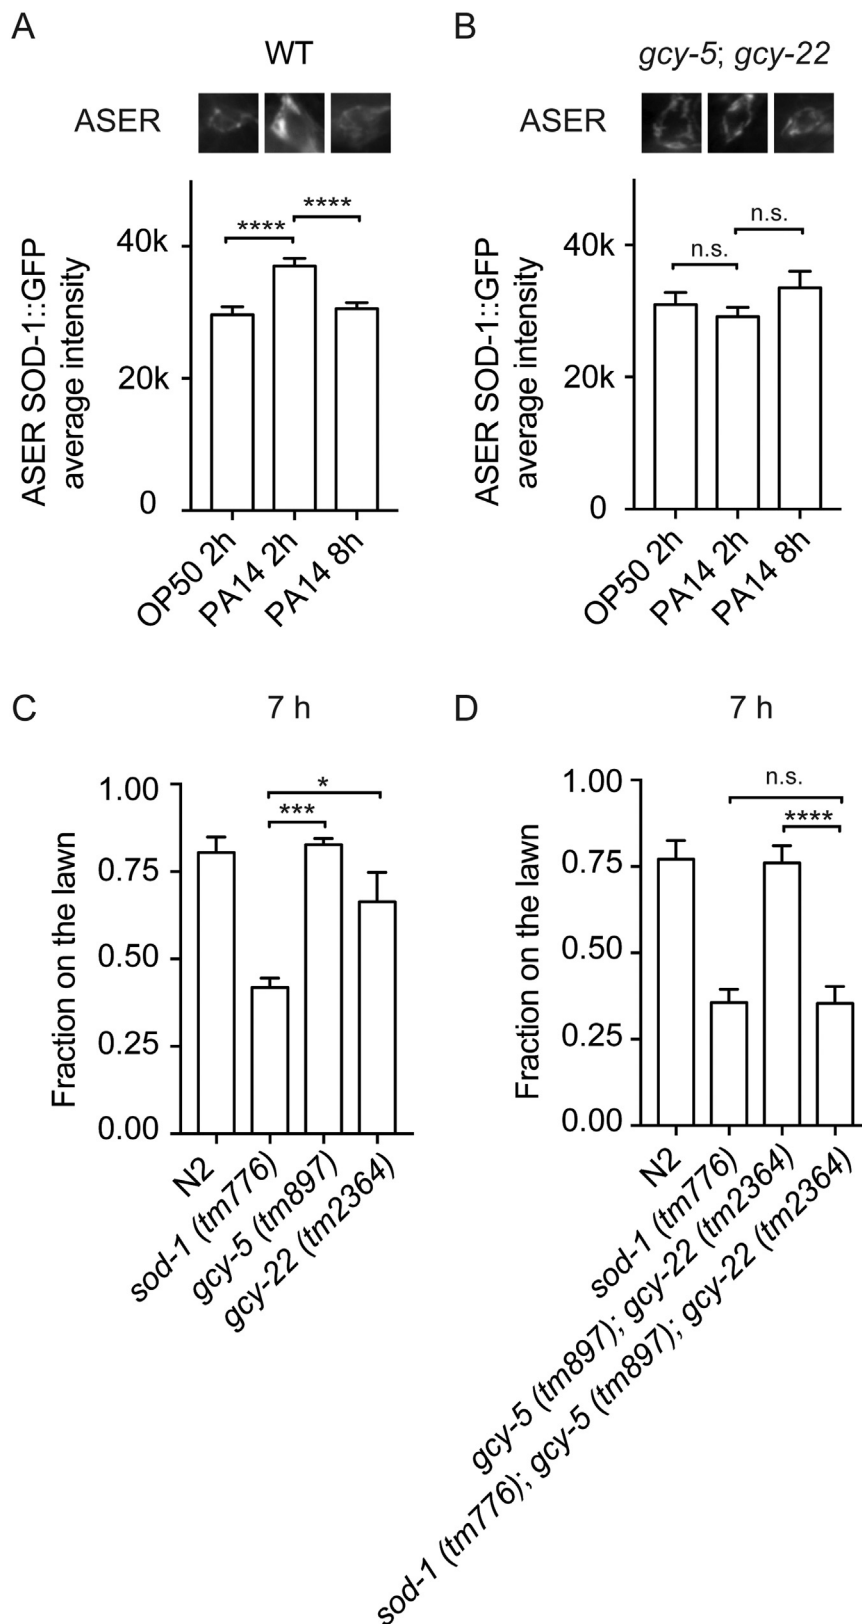 A
WT
ASER
ASER SOD-1::GFP
average intensity
40k
20k
0
****
****
OP50 2h
PA14 2h
PA14 8h
B
gcy-5; gcy-22
ASER
ASER SOD-1::GFP
average intensity
40k
20k
0
n.s.
n.s.
OP50 2h
PA14 2h
PA14 8h
C
7 h
Fraction on the lawn
1.00
0.75
0.50
0.25
0.00
*
***
N2
sod-1 (tm776)
gcy-5 (tm897)
gcy-22 (tm2364)
D
7 h
Fraction on the lawn
1.00
0.75
0.50
0.25
0.00
n.s.
****
N2
sod-1 (tm776)
gcy-5 (tm897); gcy-22 (tm2364)
sod-1 (tm776); gcy-5 (tm897); gcy-22 (tm2364)